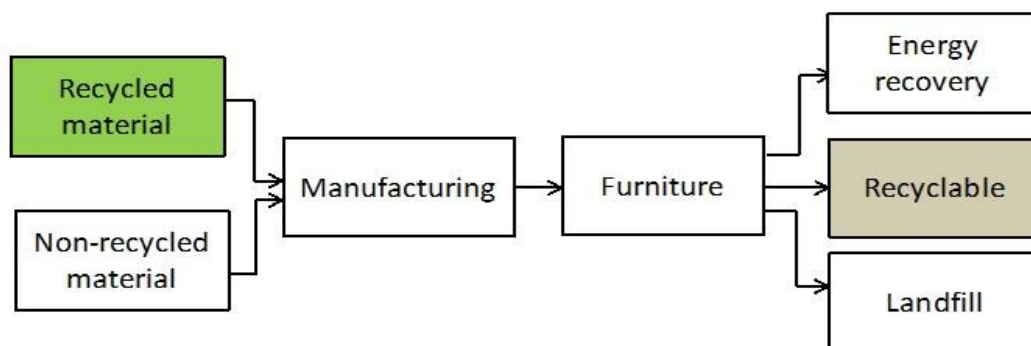 Recycled
material
Non-recycled
material
Manufacturing
Furniture
Energy
recovery
Recyclable
Landfill